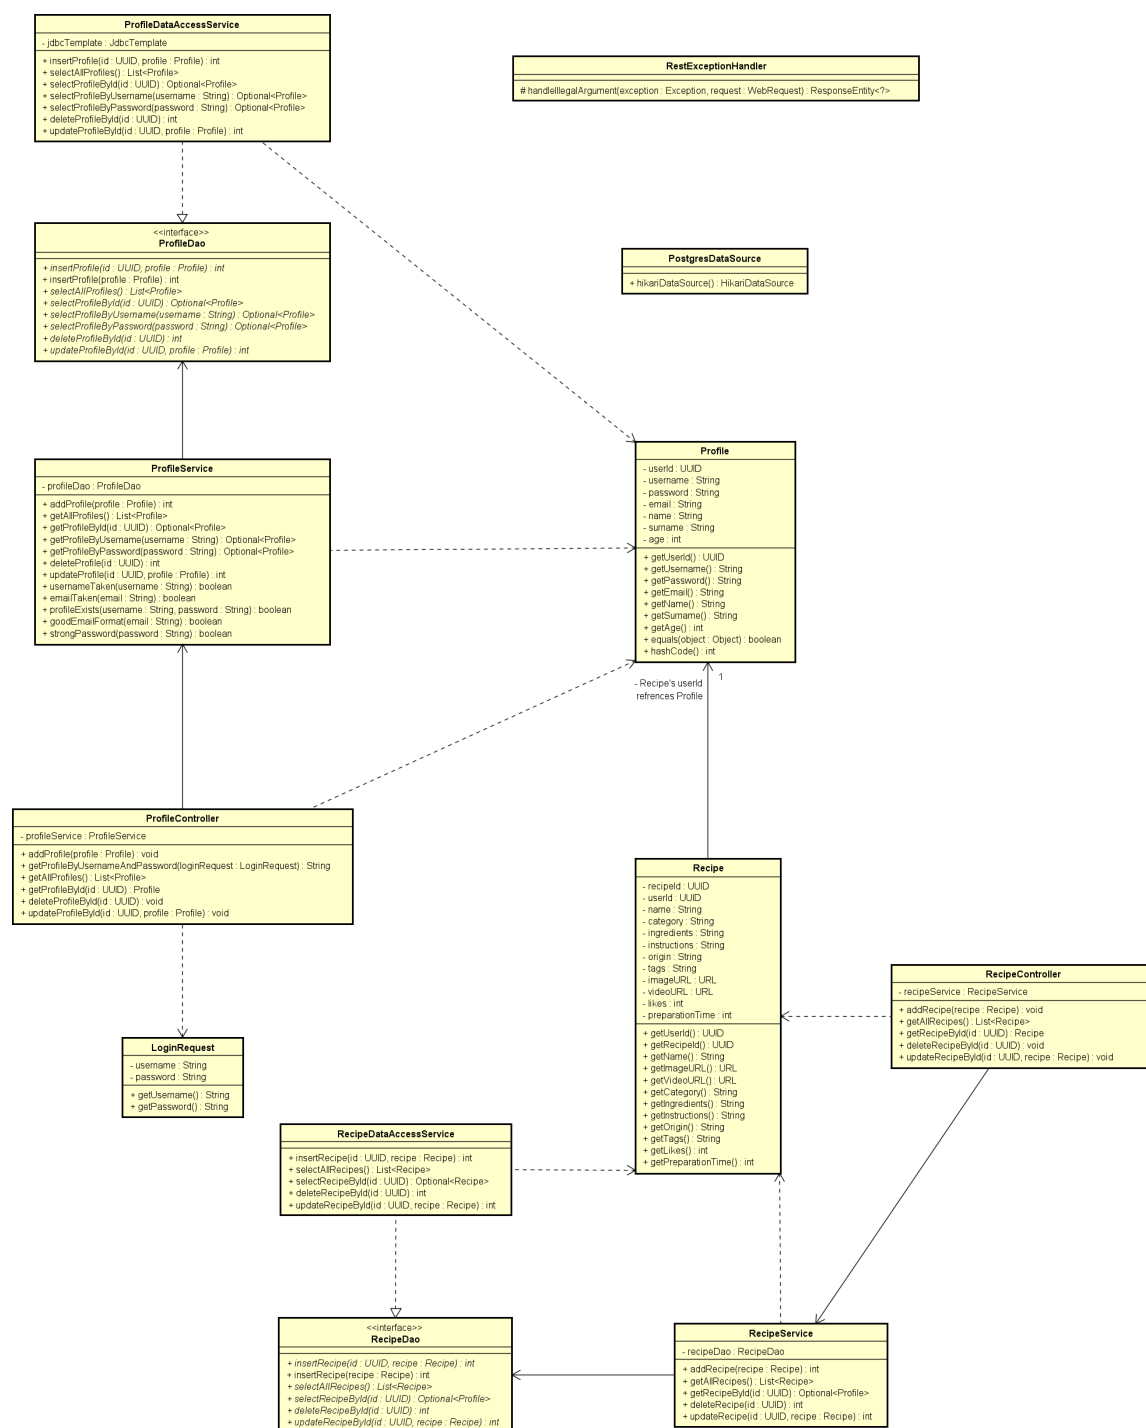 ProfileDataAccessService
- jdbcTemplate : JdbcTemplate
+ insertProfile(id : UUID, profile : Profile) : int
+ selectAllProfiles() : List<Profile>
+ selectProfileById(id : UUID) : Optional<Profile>
+ selectProfileByUsername(username : String) : Optional<Profile>
+ selectProfileByPassword(password : String) : Optional<Profile>
+ deleteProfileById(id : UUID) : int
+ updateProfileById(id : UUID, profile : Profile) : int
RestExceptionHandler
# handleIllegalArgument(exception : Exception, request : WebRequest) : ResponseEntity<?>
<<interface>>
ProfileDao
+ insertProfile(id : UUID, profile : Profile) : int
+ insertProfile(profile : Profile) : int
+ selectAllProfiles() : List<Profile>
+ selectProfileById(id : UUID) : Optional<Profile>
+ selectProfileByUsername(username : String) : Optional<Profile>
+ selectProfileByPassword(password : String) : Optional<Profile>
+ deleteProfileById(id : UUID) : int
+ updateProfileById(id : UUID, profile : Profile) : int
PostgresDataSource
+ hikariDataSource() : HikariDataSource
ProfileService
- profileDao : ProfileDao
+ addProfile(profile : Profile) : int
+ getAllProfiles() : List<Profile>
+ getProfileById(id : UUID) : Optional<Profile>
+ getProfileByUsername(username : String) : Optional<Profile>
+ getProfileByPassword(password : String) : Optional<Profile>
+ deleteProfile(id : UUID) : int
+ updateProfile(id : UUID, profile : Profile) : int
+ usernameTaken(username : String) : boolean
+ emailTaken(email : String) : boolean
+ profileExists(username : String, password : String) : boolean
+ goodEmailFormat(email : String) : boolean
+ strongPassword(password : String) : boolean
Profile
- userId : UUID
- username : String
- password : String
- email : String
- name : String
- surname : String
- age : int
+ getUserId() : UUID
+ getUsername() : String
+ getPassword() : String
+ getEmail() : String
+ getName() : String
+ getSurname() : String
+ getAge() : int
+ equals(object : Object) : boolean
+ hashCode() : int
- Recipe's userId
refrences Profile
1
ProfileController
- profileService : ProfileService
+ addProfile(profile : Profile) : void
+ getProfileByUsernameAndPassword(loginRequest : LoginRequest) : String
+ getAllProfiles() : List<Profile>
+ getProfileById(id : UUID) : Profile
+ deleteProfileById(id : UUID) : void
+ updateProfileById(id : UUID, profile : Profile) : void
Recipe
- recipeId : UUID
- userId : UUID
- name : String
- category : String
- ingredients : String
- instructions : String
- origin : String
- tags : String
- imageURL : URL
- videoURL : URL
- likes : int
- preparationTime : int
+ getUserId() : UUID
+ getRecipeId() : UUID
+ getName() : String
+ getImageURL() : URL
+ getVideoURL() : URL
+ getCategory() : String
+ getIngredients() : String
+ getInstructions() : String
+ getOrigin() : String
+ getTags() : String
+ getLikes() : int
+ getPreparationTime() : int
RecipeController
- recipeService : RecipeService
+ addRecipe(recipe : Recipe) : void
+ getAllRecipes() : List<Recipe>
+ getRecipeById(id : UUID) : Recipe
+ deleteRecipeById(id : UUID) : void
+ updateRecipeById(id : UUID, recipe : Recipe) : void
LoginRequest
- username : String
- password : String
+ getUsername() : String
+ getPassword() : String
RecipeDataAccessService
+ insertRecipe(id : UUID, recipe : Recipe) : int
+ selectAllRecipes() : List<Recipe>
+ selectRecipeById(id : UUID) : Optional<Recipe>
+ deleteRecipeById(id : UUID) : int
+ updateRecipeById(id : UUID, recipe : Recipe) : int
<<interface>>
RecipeDao
+ insertRecipe(id : UUID, recipe : Recipe) : int
+ insertRecipe(recipe : Recipe) : int
+ selectAllRecipes() : List<Recipe>
+ selectRecipeById(id : UUID) : Optional<Profile>
+ deleteRecipeById(id : UUID) : int
+ updateRecipeById(id : UUID, recipe : Recipe) : int
RecipeService
- recipeDao : RecipeDao
+ addRecipe(recipe : Recipe) : int
+ getAllRecipes() : List<Recipe>
+ getRecipeById(id : UUID) : Optional<Profile>
+ deleteRecipe(id : UUID) : int
+ updateRecipe(id : UUID, recipe : Recipe) : int